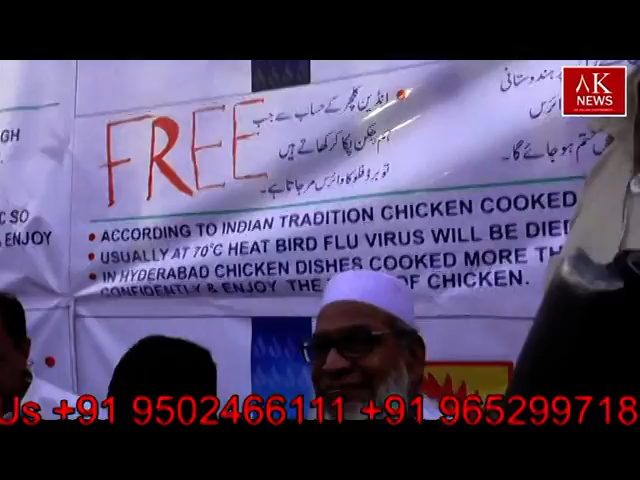 AK
NEWS
FREE
انڈین کلچر کے حساب سے جب
ہم چکن پکا کر کھاتے ہیں
تو برڈ فلو کا وائرس مر جاتا ہے۔
ہندوستانی
وائرس
ختم ہو جائے گا۔
GH
C SO
ENJOY
• ACCORDING TO INDIAN TRADITION CHICKEN COOKED
• USUALLY AT 70°C HEAT BIRD FLU VIRUS WILL BE DIED
• IN HYDERABAD CHICKEN DISHES COOKED MORE TH
CONFIDENTLY & ENJOY THE OF CHICKEN.
Us +91 9502466111 +91 965299718